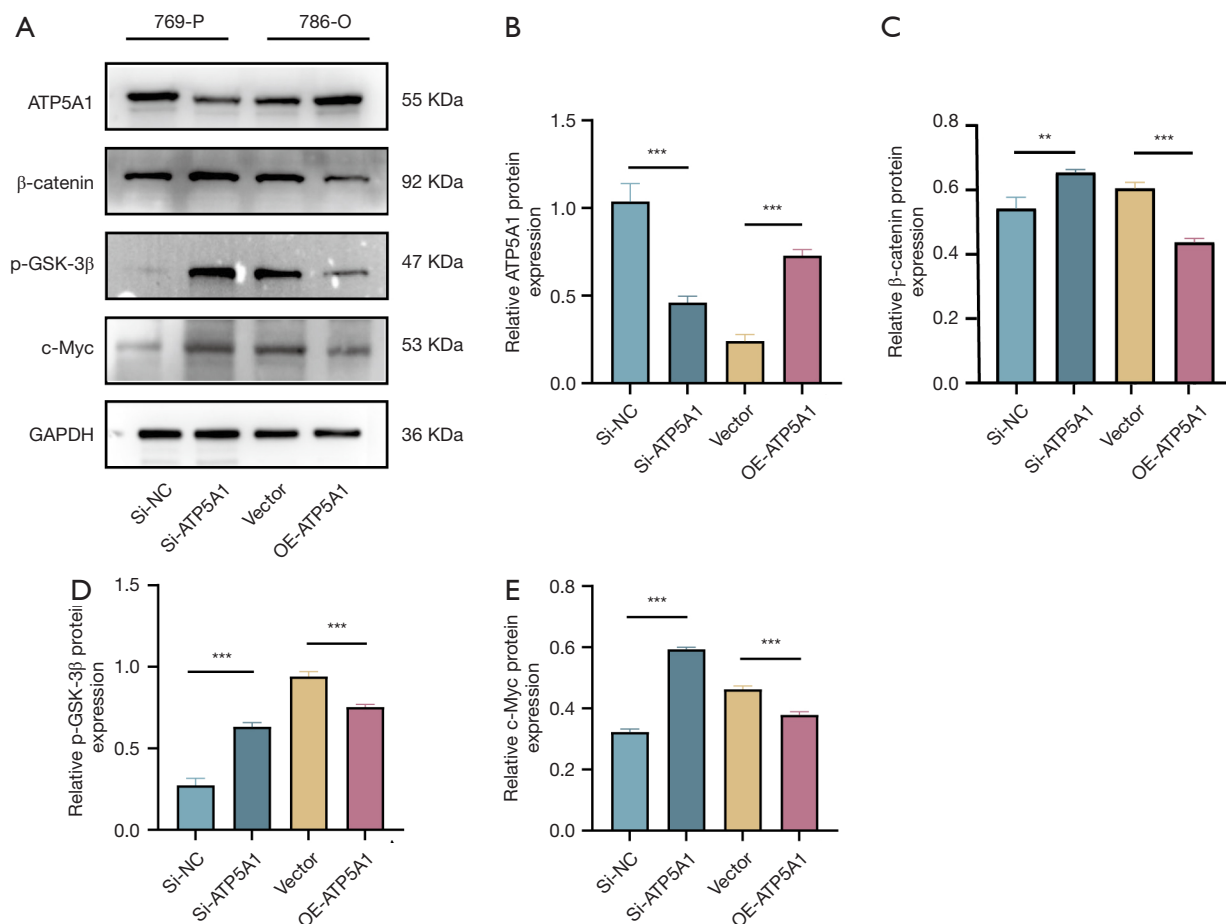 A
769-P
786-O
ATP5A1
55 KDa
β-catenin
92 KDa
p-GSK-3β
47 KDa
c-Myc
53 KDa
GAPDH
36 KDa
Si-NC
Si-ATP5A1
Vector
OE-ATP5A1
B
Relative ATP5A1 protein
expression
1.5
1.0
0.5
0.0
***
***
Si-NC
Si-ATP5A1
Vector
OE-ATP5A1
C
Relative β-catenin protein
expression
0.8
0.6
0.4
0.2
0.0
**
***
Si-NC
Si-ATP5A1
Vector
OE-ATP5A1
D
Relative p-GSK-3β protein
expression
1.5
1.0
0.5
0.0
***
***
Si-NC
Si-ATP5A1
Vector
OE-ATP5A1
E
Relative c-Myc protein
expression
0.8
0.6
0.4
0.2
0.0
***
***
Si-NC
Si-ATP5A1
Vector
OE-ATP5A1